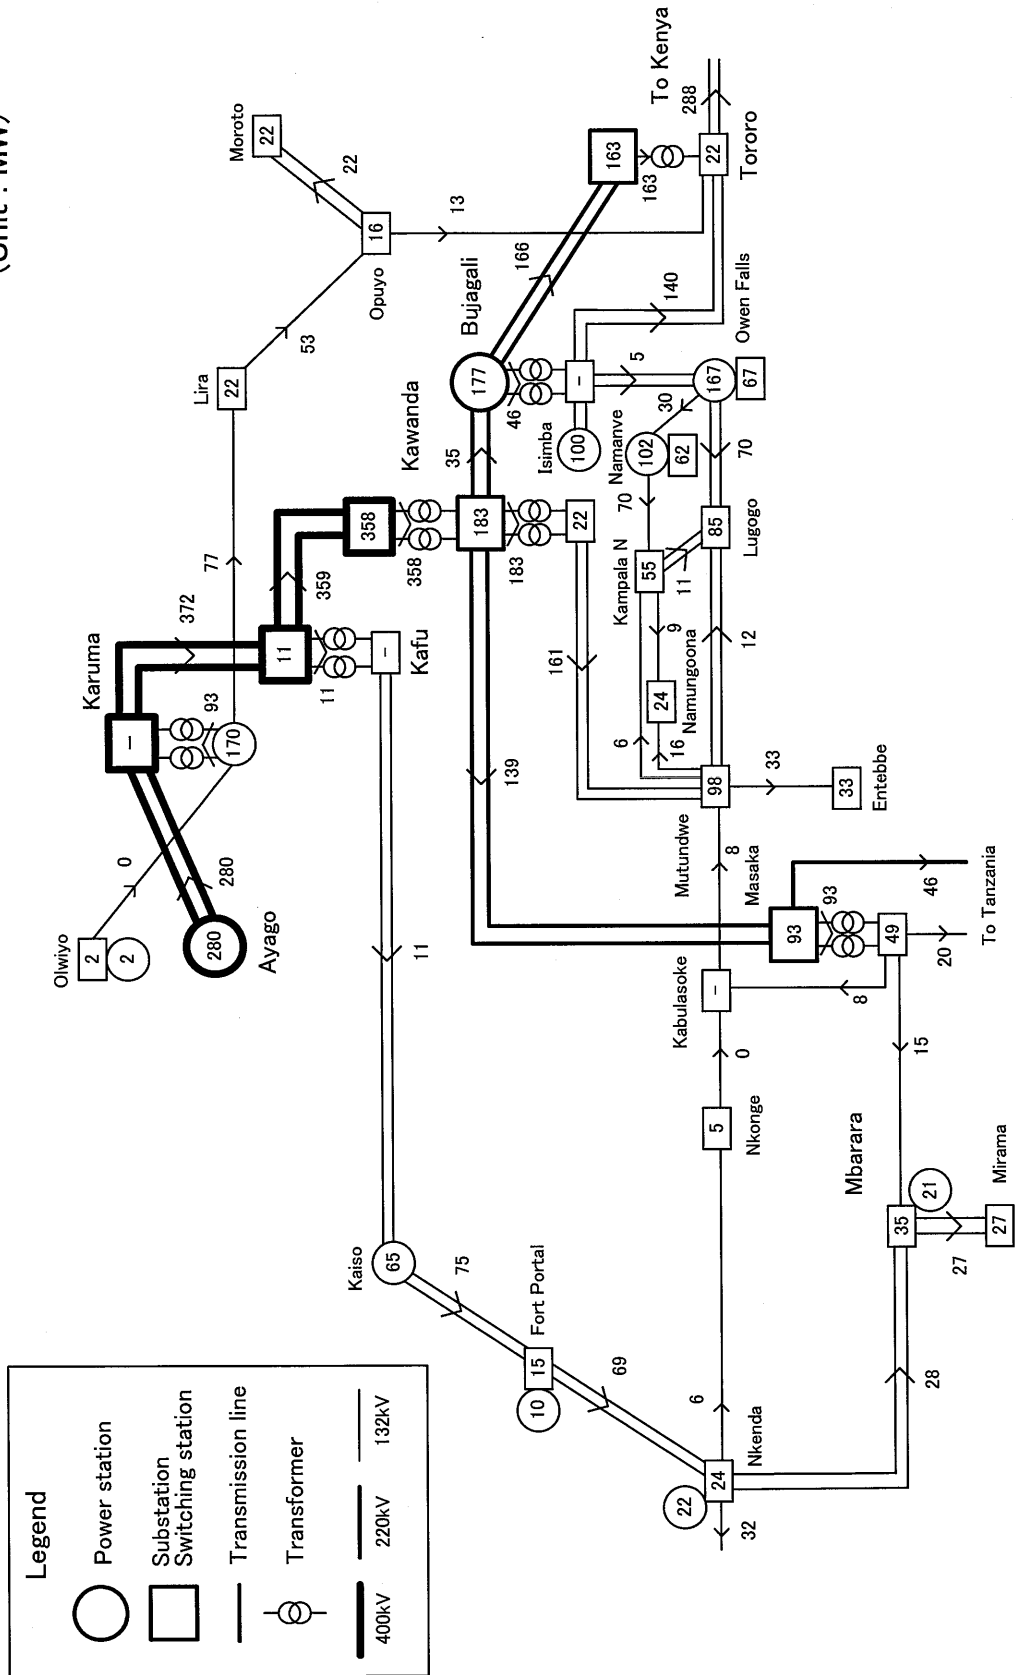 (Unit : MW)
Moroto
22
22
16
Opuyo
13
53
Lira
22
77
To Kenya
288
22
Tororo
163
163
166
Bujagali
177
46
Kawanda
35
Isimba
100
-
140
5
Owen Falls
167
67
30
Namanve
102
62
70
70
Kampala N
55
11
85
Lugogo
9
24
Namungoona
6
16
12
98
Mutundwe
33
33
Entebbe
161
22
183
183
358
358
359
372
Karuma
-
93
170
11
11
-
Kafu
0
280
Olwiyo
2
2
280
Ayago
139
11
8
Masaka
93
93
46
To Tanzania
49
20
8
Kabulasoke
-
0
15
5
Nkonge
Mbarara
35
21
27
27
Mirama
28
Kaiso
65
75
Fort Portal
15
10
69
6
24
Nkenda
22
32
Legend
Power station
Substation
Switching station
Transmission line
Transformer
400kV
220kV
132kV